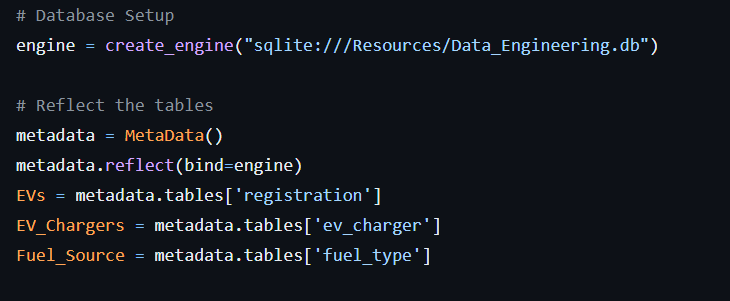 # Database Setup
engine = create_engine("sqlite:///Resources/Data_Engineering.db")
# Reflect the tables
metadata = MetaData()
metadata.reflect(bind=engine)
EVs = metadata.tables['registration']
EV_Chargers = metadata.tables['ev_charger']
Fuel_Source = metadata.tables['fuel_type']